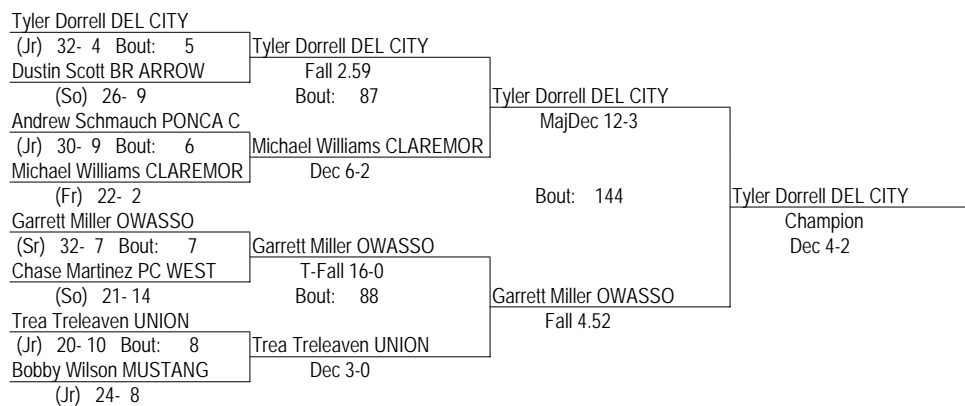 Tyler Dorrell DEL CITY
(Jr) 32- 4 Bout: 5
Dustin Scott BR ARROW
(So) 26- 9
Andrew Schmauch PONCA C
(Jr) 30- 9 Bout: 6
Michael Williams CLAREMOR
(Fr) 22- 2
Garrett Miller OWASSO
(Sr) 32- 7 Bout: 7
Chase Martinez PC WEST
(So) 21- 14
Trea Treleaven UNION
(Jr) 20- 10 Bout: 8
Bobby Wilson MUSTANG
(Jr) 24- 8
Tyler Dorrell DEL CITY
Fall 2.59
Bout: 87
Michael Williams CLAREMOR
Dec 6-2
Garrett Miller OWASSO
T-Fall 16-0
Bout: 88
Trea Treleaven UNION
Dec 3-0
Tyler Dorrell DEL CITY
MajDec 12-3
Bout: 144
Garrett Miller OWASSO
Fall 4.52
Tyler Dorrell DEL CITY
Champion
Dec 4-2